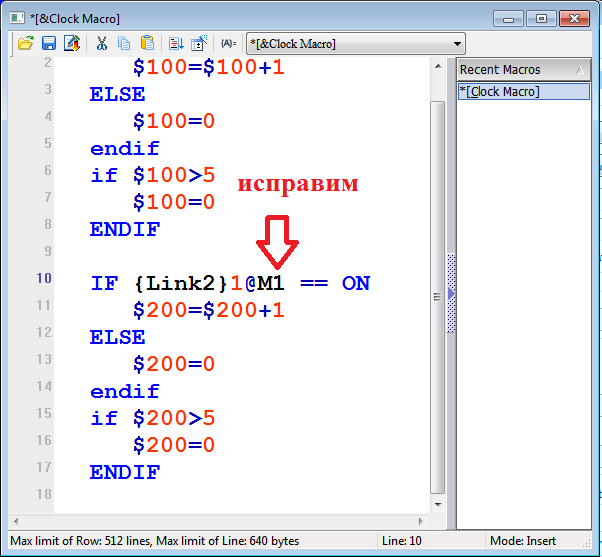 *[&Clock Macro]
{A}= *[&Clock Macro]
Recent Macros
*[Clock Macro]
2 $100=$100+1
3 ELSE
4 $100=0
5 endif
6 if $100>5
7 $100=0
8 ENDIF
9
исправим
10 IF {Link2}1@M1 == ON
11 $200=$200+1
12 ELSE
13 $200=0
14 endif
15 if $200>5
16 $200=0
17 ENDIF
18
Max limit of Row: 512 lines, Max limit of Line: 640 bytes
Line: 10
Mode: Insert